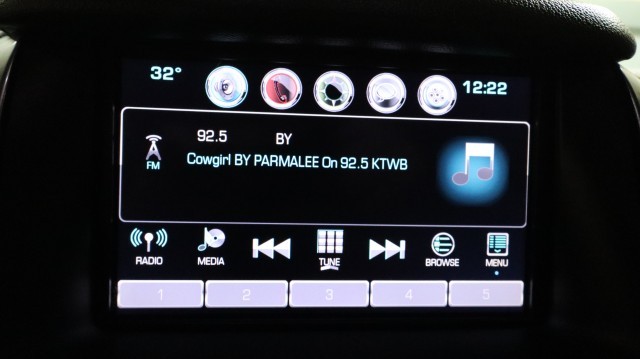 32° 12:22
92.5 BY
FM
Cowgirl BY PARMALEE On 92.5 KTWB
RADIO MEDIA TUNE BROWSE MENU
1 2 3 4 5